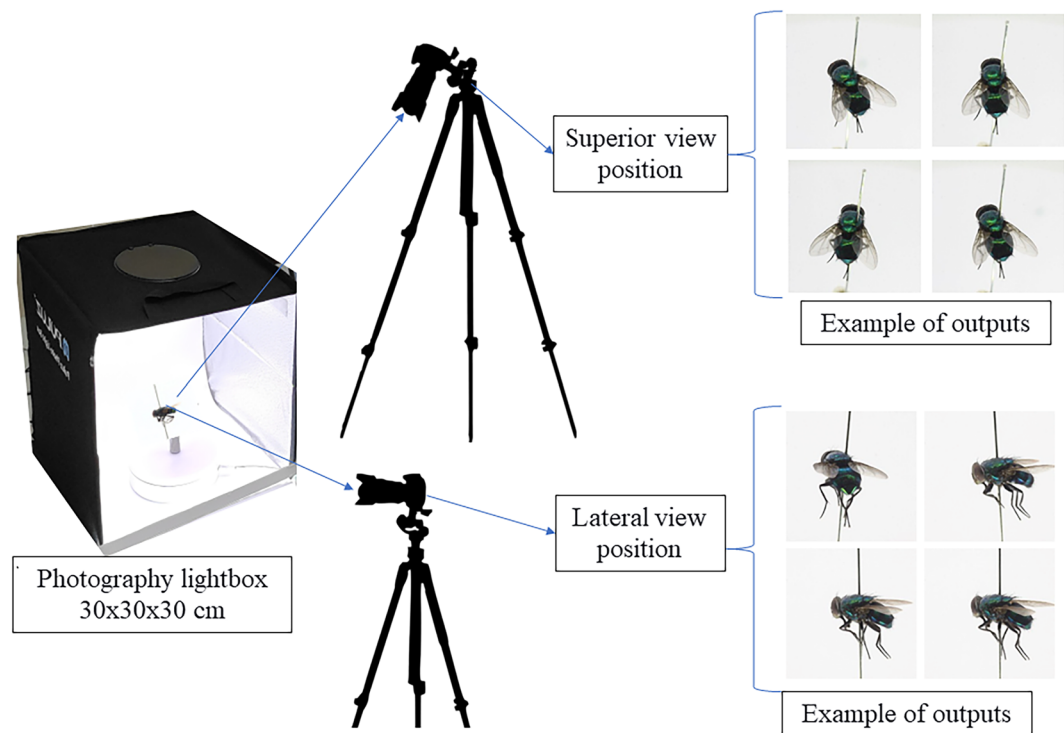 Superior view
position
Example of outputs
Photography lightbox
30x30x30 cm
Lateral view
position
Example of outputs